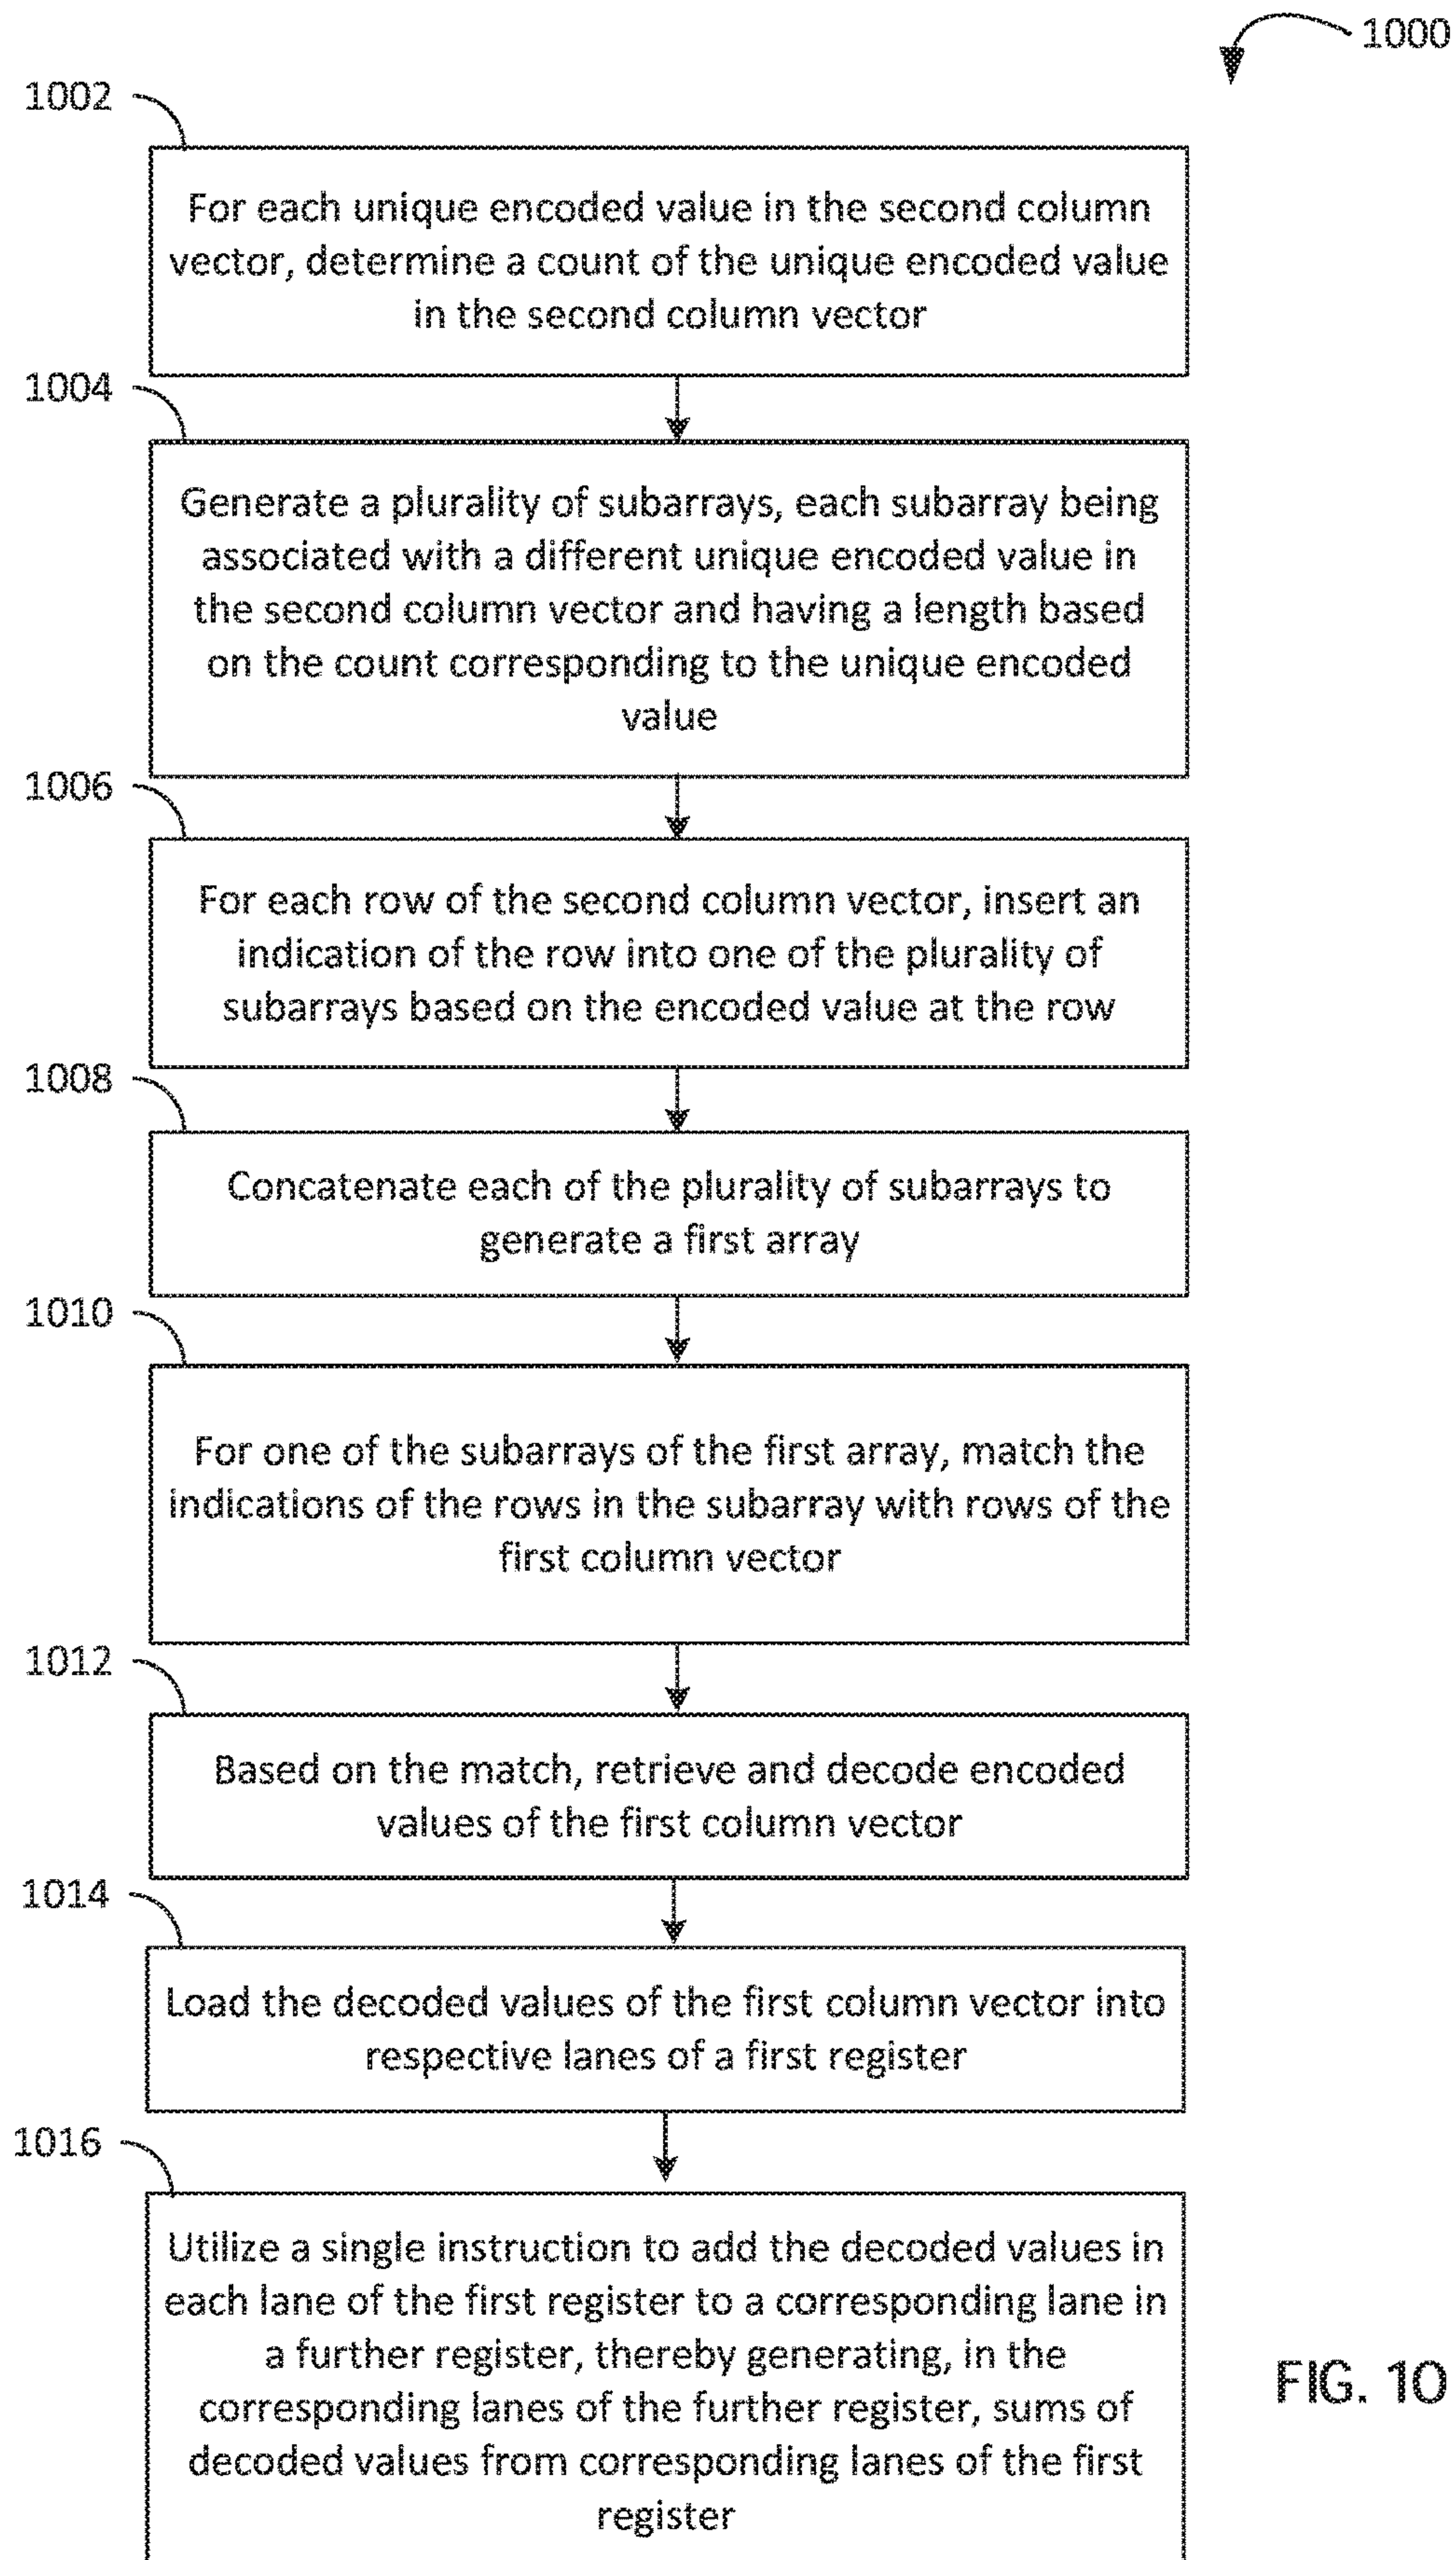 1000
1002
For each unique encoded value in the second column
vector, determine a count of the unique encoded value
in the second column vector
1004
Generate a plurality of subarrays, each subarray being
associated with a different unique encoded value in
the second column vector and having a length based
on the count corresponding to the unique encoded
value
1006
For each row of the second column vector, insert an
indication of the row into one of the plurality of
subarrays based on the encoded value at the row
1008
Concatenate each of the plurality of subarrays to
generate a first array
1010
For one of the subarrays of the first array, match the
indications of the rows in the subarray with rows of the
first column vector
1012
Based on the match, retrieve and decode encoded
values of the first column vector
1014
Load the decoded values of the first column vector into
respective lanes of a first register
1016
Utilize a single instruction to add the decoded values in
each lane of the first register to a corresponding lane in
a further register, thereby generating, in the
corresponding lanes of the further register, sums of
decoded values from corresponding lanes of the first
register
FIG. 10